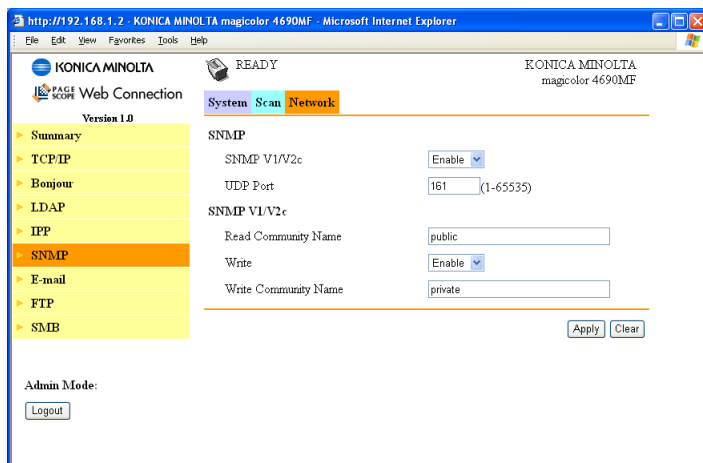 http://192.168.1.2 - KONICA MINOLTA magicolor 4690MF - Microsoft Internet Explorer
File Edit View Favorites Tools Help
KONICA MINOLTA
PAGE SCOPE Web Connection
Version 1.0
READY
KONICA MINOLTA
magicolor 4690MF
System Scan Network
Summary
TCP/IP
Bonjour
LDAP
IPP
SNMP
E-mail
FTP
SMB
Admin Mode:
Logout
SNMP
SNMP V1/V2c Enable
UDP Port 161 (1-65535)
SNMP V1/V2c
Read Community Name public
Write Enable
Write Community Name private
Apply Clear